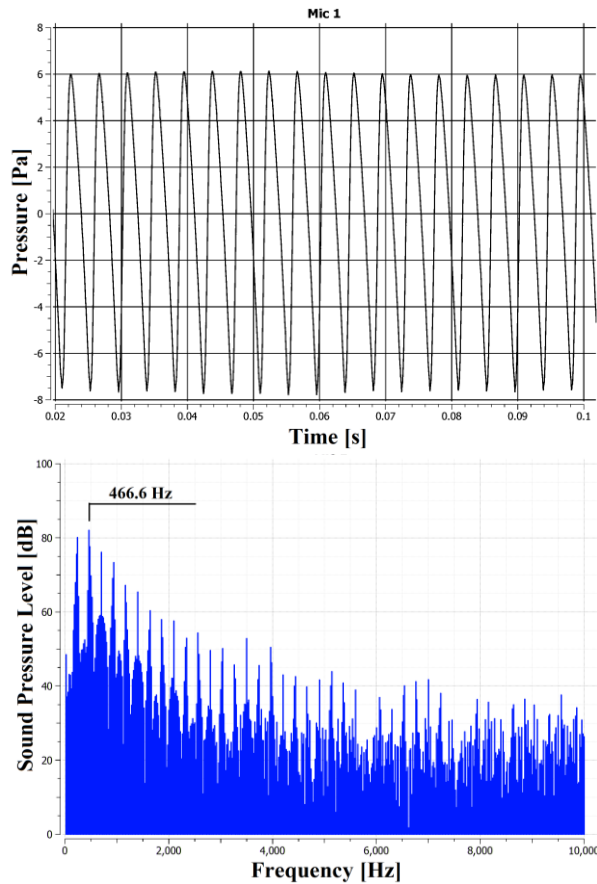 Mic 1
Pressure [Pa]
8
6
4
2
0
-2
-4
-6
-8
0.02 0.03 0.04 0.05 0.06 0.07 0.08 0.09 0.1
Time [s]
Sound Pressure Level [dB]
100
80
60
40
20
0
466.6 Hz
0 2,000 4,000 6,000 8,000 10,000
Frequency [Hz]